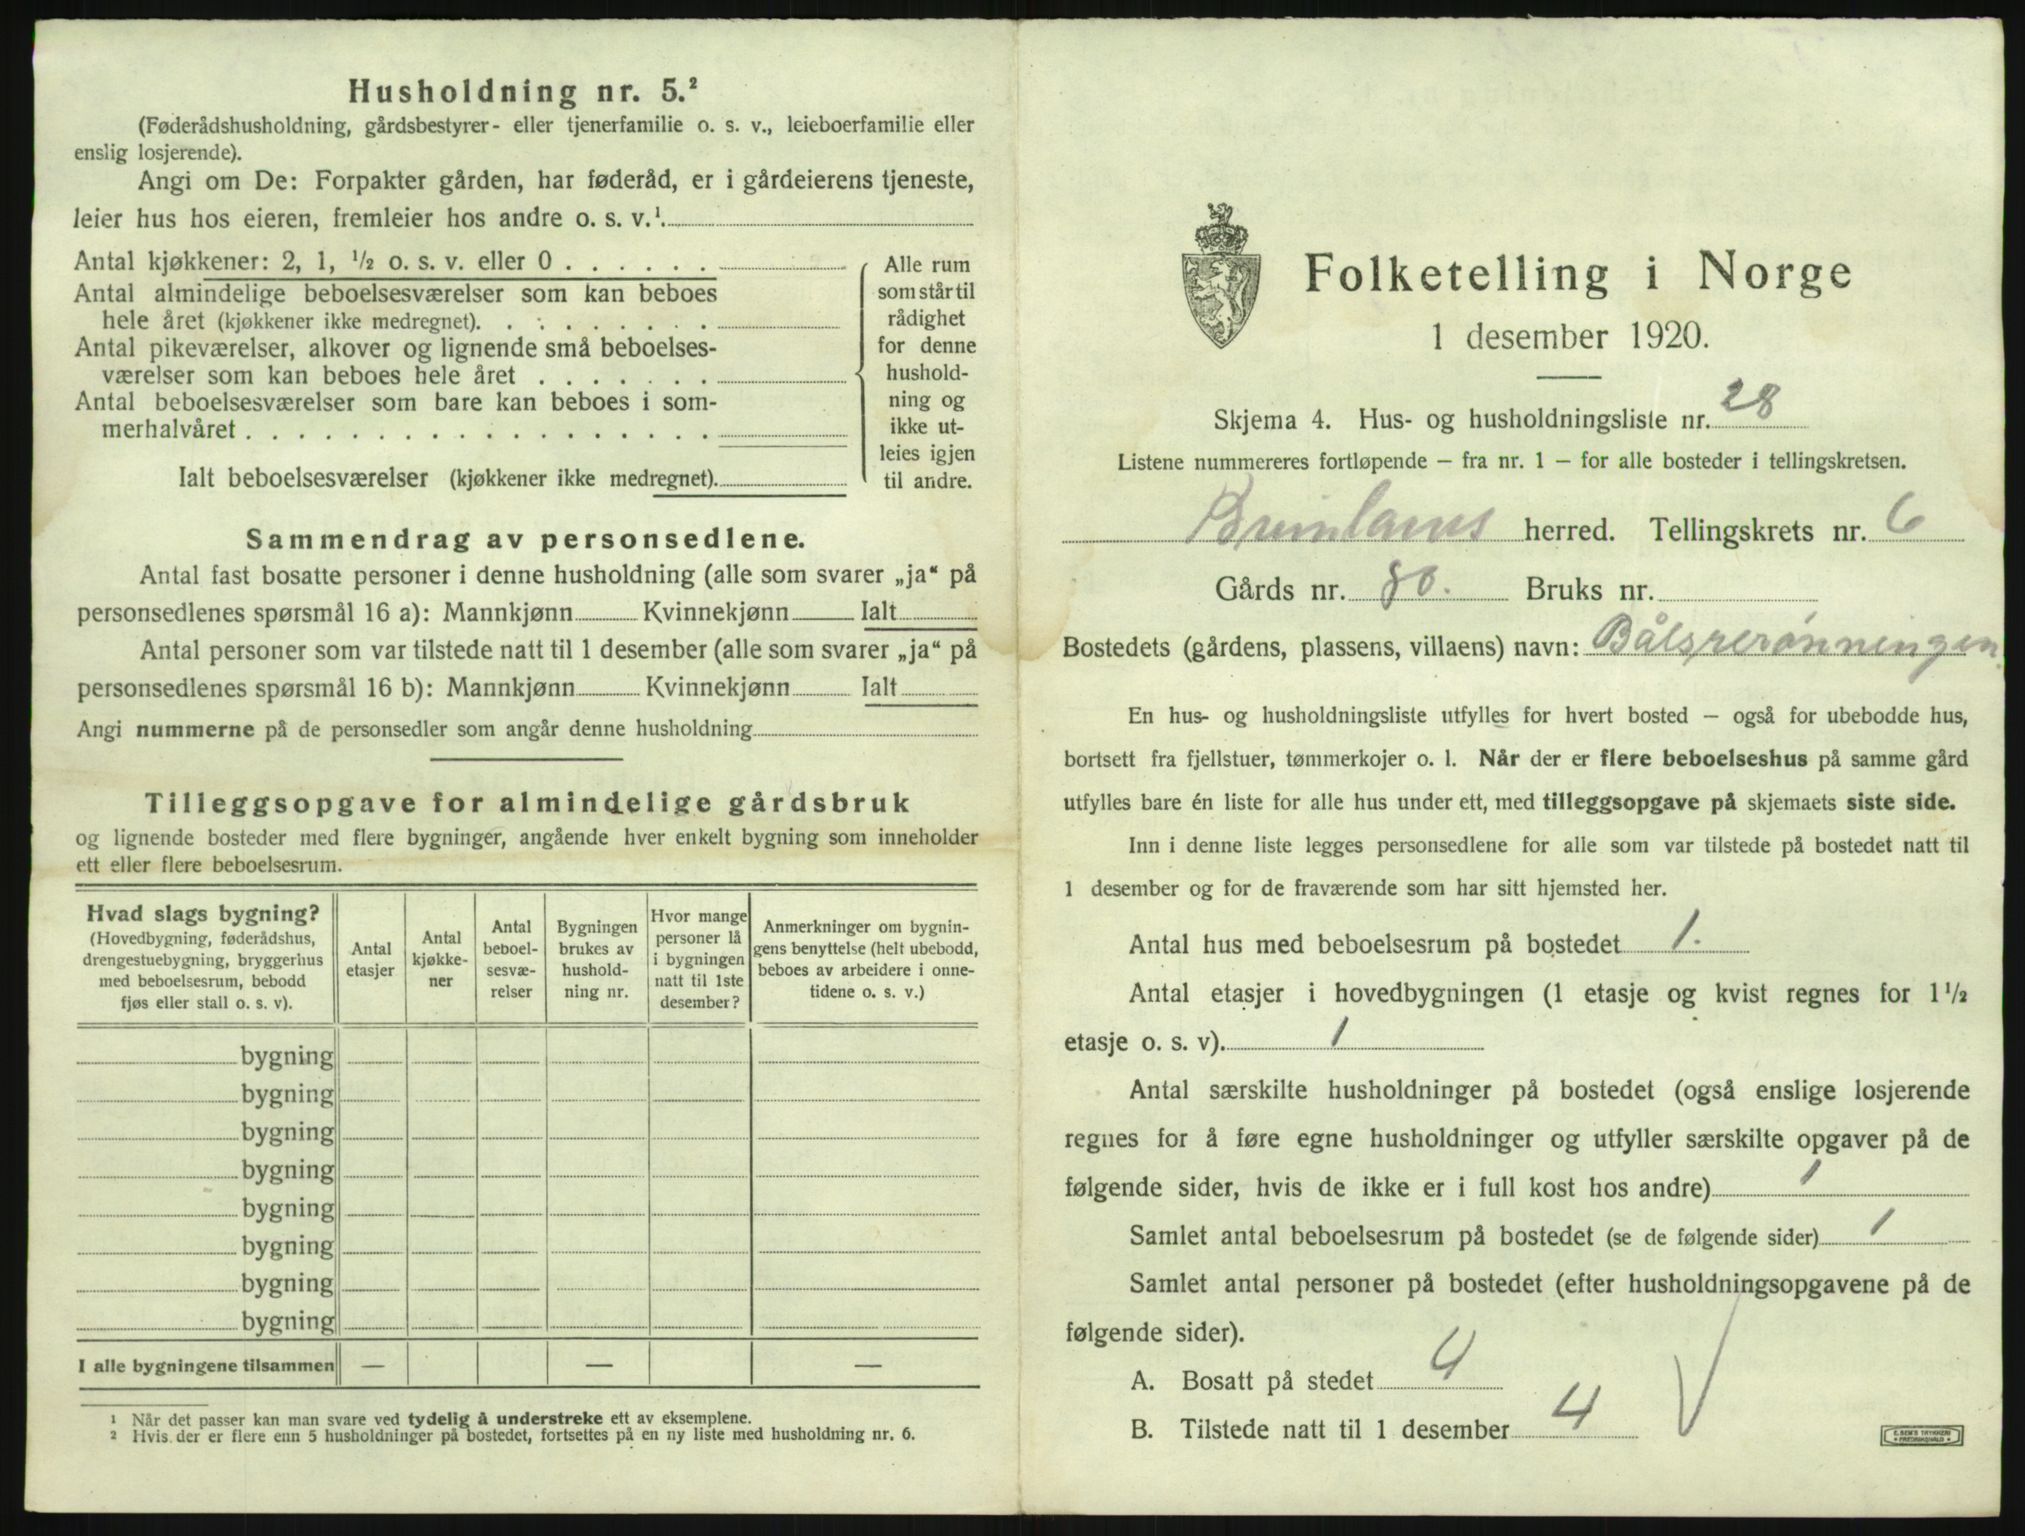 Husholdning nr. 5.²
(Føderådshusholdning, gårdsbestyrer- eller tjenerfamilie o. s. v., leieboerfamilie eller
enslig losjerende).
Angi om De: Forpakter gården, har føderåd, er i gårdeierens tjeneste,
leier hus hos eieren, fremleier hos andre o. s. v.¹.
Antal kjøkkener: 2, 1, ½ o. s. v. eller 0 . . . . . .
Antal almindelige beboelsesværelser som kan beboes
hele året (kjøkkener ikke medregnet). . . . . . . . .
Antal pikeværelser, alkover og lignende små beboelses-
værelser som kan beboes hele året . . . . . . .
Antal beboelsesværelser som bare kan beboes i som-
merhalvåret . . . . . . . . . . . . . . . . . .
Ialt beboelsesværelser (kjøkkener ikke medregnet).
Alle rum
som står til
rådighet
for denne
hushold-
ning og
ikke ut-
leies igjen
til andre.
Sammendrag av personsedlene.
Antal fast bosatte personer i denne husholdning (alle som svarer „ja“ på
personsedlenes spørsmål 16 a): Mannkjønn Kvinnekjønn Ialt
Antal personer som var tilstede natt til 1 desember (alle som svarer „ja“ på
personsedlenes spørsmål 16 b): Mannkjønn Kvinnekjønn Ialt
Angi nummerne på de personsedler som angår denne husholdning
Tilleggsopgave for almindelige gårdsbruk
og lignende bosteder med flere bygninger, angående hver enkelt bygning som inneholder
ett eller flere beboelsesrum.
Hvad slags bygning?
(Hovedbygning, føderådshus,
drengestuebygning, bryggerhus
med beboelsesrum, bebodd
fjøs eller stall o. s. v).
Antal
etasjer
Antal
kjøkke-
ner
Antal
beboel-
sesvæ-
relser
Bygningen
brukes av
hushold-
ning nr.
Hvor mange
personer lå
i bygningen
natt til 1ste
desember?
Anmerkninger om bygnin-
gens benyttelse (helt ubebodd,
beboes av arbeidere i onne-
tidene o. s. v.)
bygning
bygning
bygning
bygning
bygning
bygning
bygning
bygning
I alle bygningene tilsammen — — —
¹ Når det passer kan man svare ved tydelig å understreke ett av eksemplene.
² Hvis der er flere enn 5 husholdninger på bostedet, fortsettes på en ny liste med husholdning nr. 6.
Folketelling i Norge
1 desember 1920.
Skjema 4. Hus- og husholdningsliste nr. 28
Listene nummereres fortløpende – fra nr. 1 – for alle bosteder i tellingskretsen.
Brunlanes herred. Tellingskrets nr. 6
Gårds nr. 80. Bruks nr.
Bostedets (gårdens, plassens, villaens) navn: Bålsrerønningen
En hus- og husholdningsliste utfylles for hvert bosted – også for ubebodde hus,
bortsett fra fjellstuer, tømmerkojer o. l. Når der er flere beboelseshus på samme gård
utfylles bare én liste for alle hus under ett, med tilleggsopgave på skjemaets siste side.
Inn i denne liste legges personsedlene for alle som var tilstede på bostedet natt til
1 desember og for de fraværende som har sitt hjemsted her.
Antal hus med beboelsesrum på bostedet 1.
Antal etasjer i hovedbygningen (1 etasje og kvist regnes for 1½
etasje o. s. v). 1
Antal særskilte husholdninger på bostedet (også enslige losjerende
regnes for å føre egne husholdninger og utfyller særskilte opgaver på de
følgende sider, hvis de ikke er i full kost hos andre) 1
Samlet antal beboelsesrum på bostedet (se de følgende sider) 1
Samlet antal personer på bostedet (efter husholdningsopgavene på de
følgende sider).
A. Bosatt på stedet 4
B. Tilstede natt til 1 desember 4
E. SEM'S TRYKKERI
FREDRIKSHALD